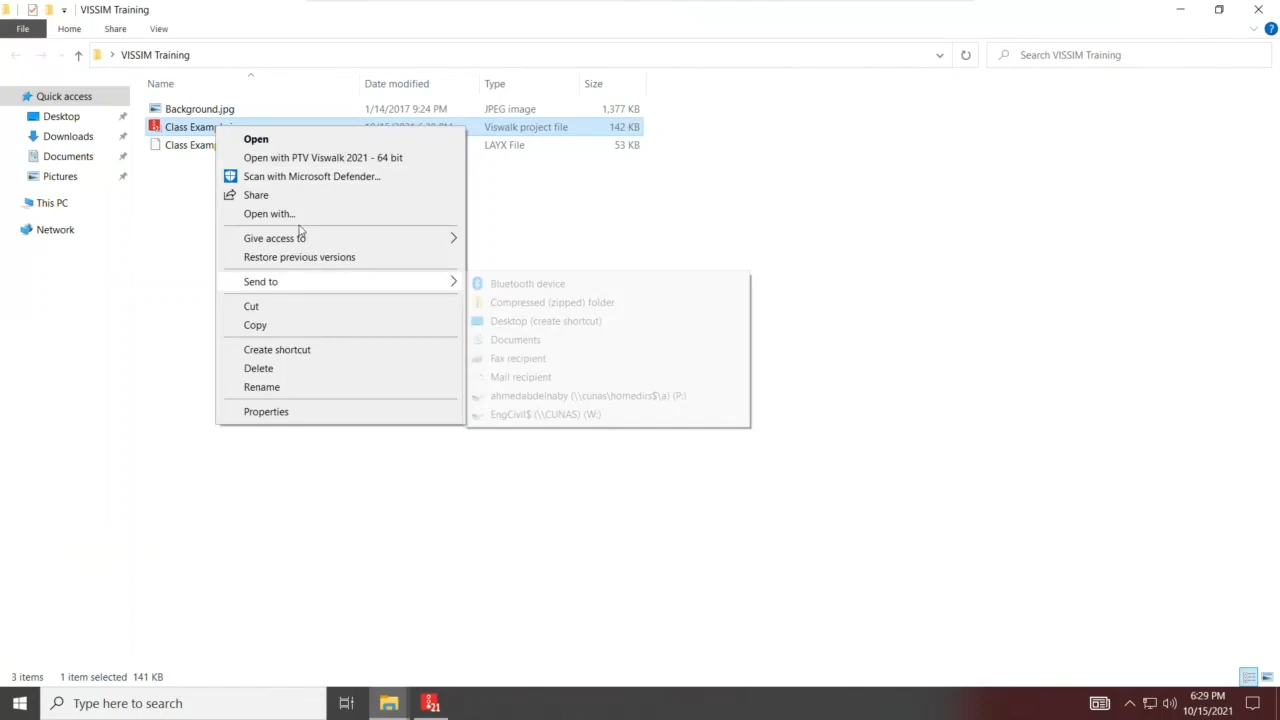 VISSIM Training
File Home Share View
VISSIM Training
Search VISSIM Training
Name Date modified Type Size
Quick access
Desktop
Downloads
Documents
Pictures
This PC
Network
Background.jpg 1/14/2017 9:24 PM JPEG image 1,377 KB
Class Viswalk project file 142 KB
Class LAYX File 53 KB
Open
Open with PTV Viswalk 2021 - 64 bit
Scan with Microsoft Defender...
Share
Open with...
Give access to
Restore previous versions
Send to
Cut
Copy
Create shortcut
Delete
Rename
Properties
Bluetooth device
Compressed (zipped) folder
Desktop (create shortcut)
Documents
Fax recipient
Mail recipient
ahmedabdelnaby (\\cunas\homedirs$\a) (P:)
EngCivil$ (\\CUNAS) (W:)
3 items 1 item selected 141 KB
Type here to search
21
6:29 PM
10/15/2021